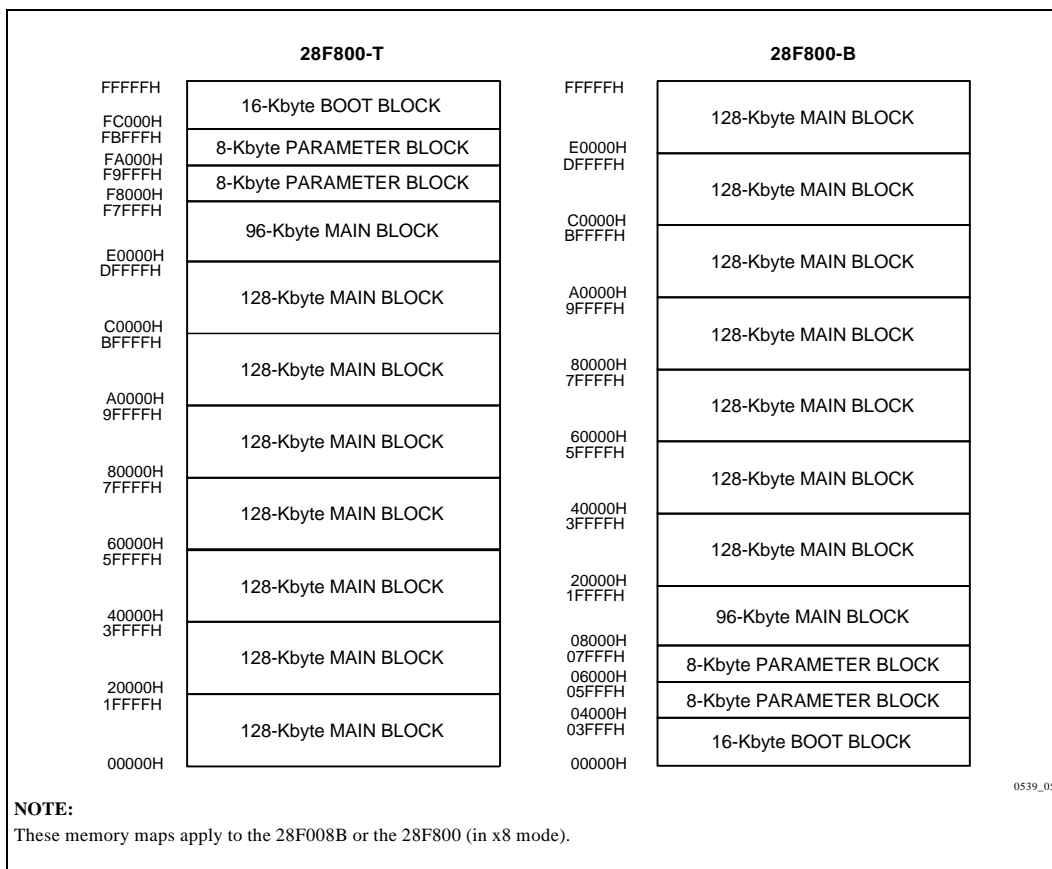 28F800-T
FFFFFH
16-Kbyte BOOT BLOCK
FC000H
FBFFFH
8-Kbyte PARAMETER BLOCK
FA000H
F9FFFH
8-Kbyte PARAMETER BLOCK
F8000H
F7FFFH
96-Kbyte MAIN BLOCK
E0000H
DFFFFH
128-Kbyte MAIN BLOCK
C0000H
BFFFFH
128-Kbyte MAIN BLOCK
A0000H
9FFFFH
128-Kbyte MAIN BLOCK
80000H
7FFFFH
128-Kbyte MAIN BLOCK
60000H
5FFFFH
128-Kbyte MAIN BLOCK
40000H
3FFFFH
128-Kbyte MAIN BLOCK
20000H
1FFFFH
128-Kbyte MAIN BLOCK
00000H
28F800-B
FFFFFH
128-Kbyte MAIN BLOCK
E0000H
DFFFFH
128-Kbyte MAIN BLOCK
C0000H
BFFFFH
128-Kbyte MAIN BLOCK
A0000H
9FFFFH
128-Kbyte MAIN BLOCK
80000H
7FFFFH
128-Kbyte MAIN BLOCK
60000H
5FFFFH
128-Kbyte MAIN BLOCK
40000H
3FFFFH
128-Kbyte MAIN BLOCK
20000H
1FFFFH
96-Kbyte MAIN BLOCK
08000H
07FFFH
8-Kbyte PARAMETER BLOCK
06000H
05FFFH
8-Kbyte PARAMETER BLOCK
04000H
03FFFH
16-Kbyte BOOT BLOCK
00000H
0539_05
NOTE:
These memory maps apply to the 28F008B or the 28F800 (in x8 mode).